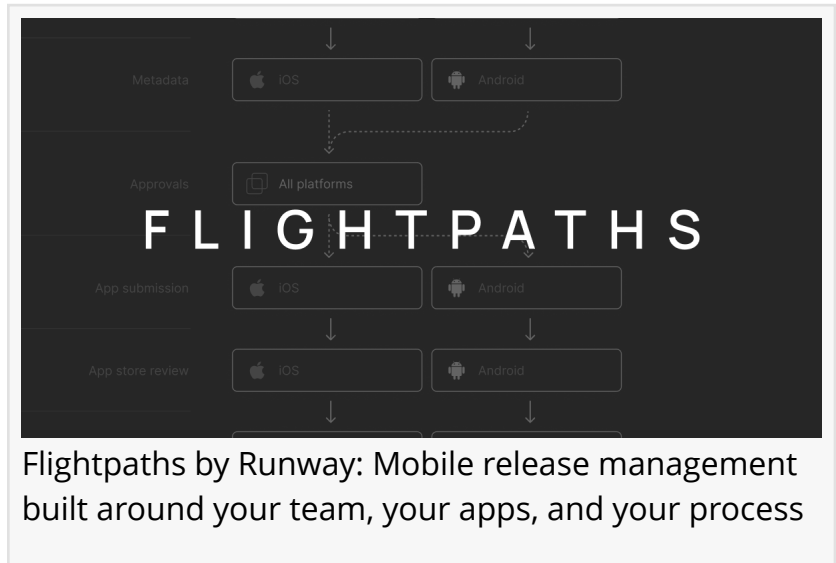 Metadata
iOS
Android
Approvals
All platforms
FLIGHTPATHS
App submission
iOS
Android
App store review
iOS
Android
Flightpaths by Runway: Mobile release management
built around your team, your apps, and your process